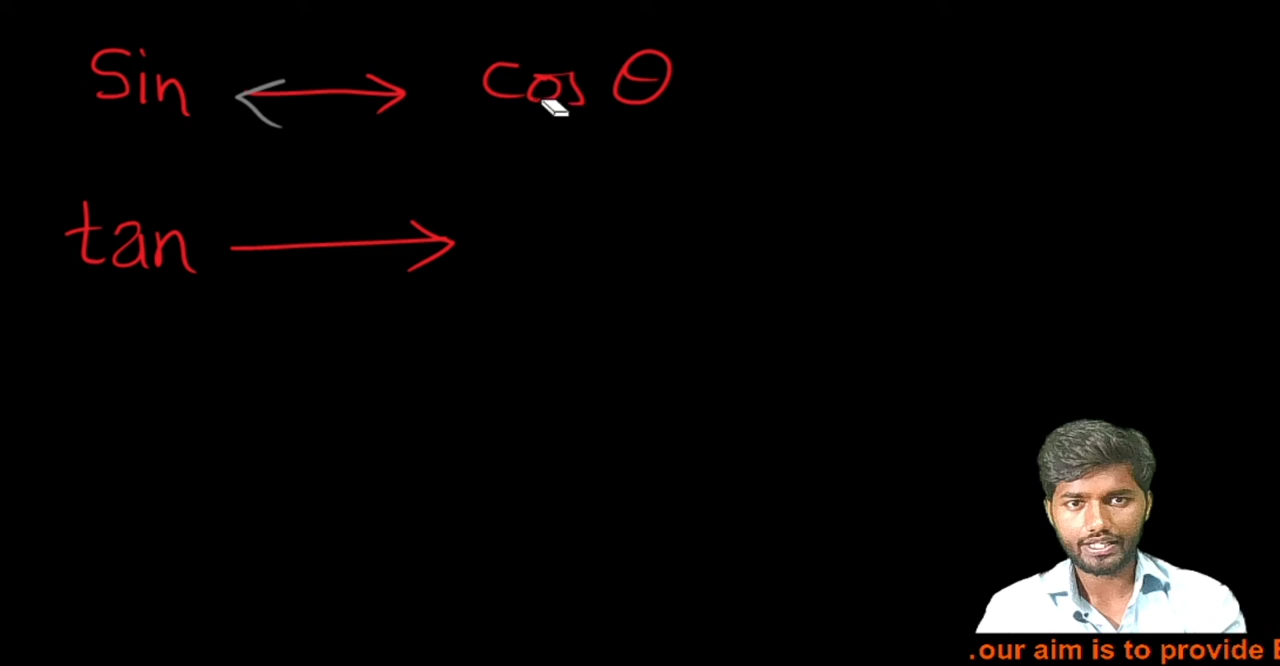 Sin ↔ cos θ
tan →
.our aim is to provide